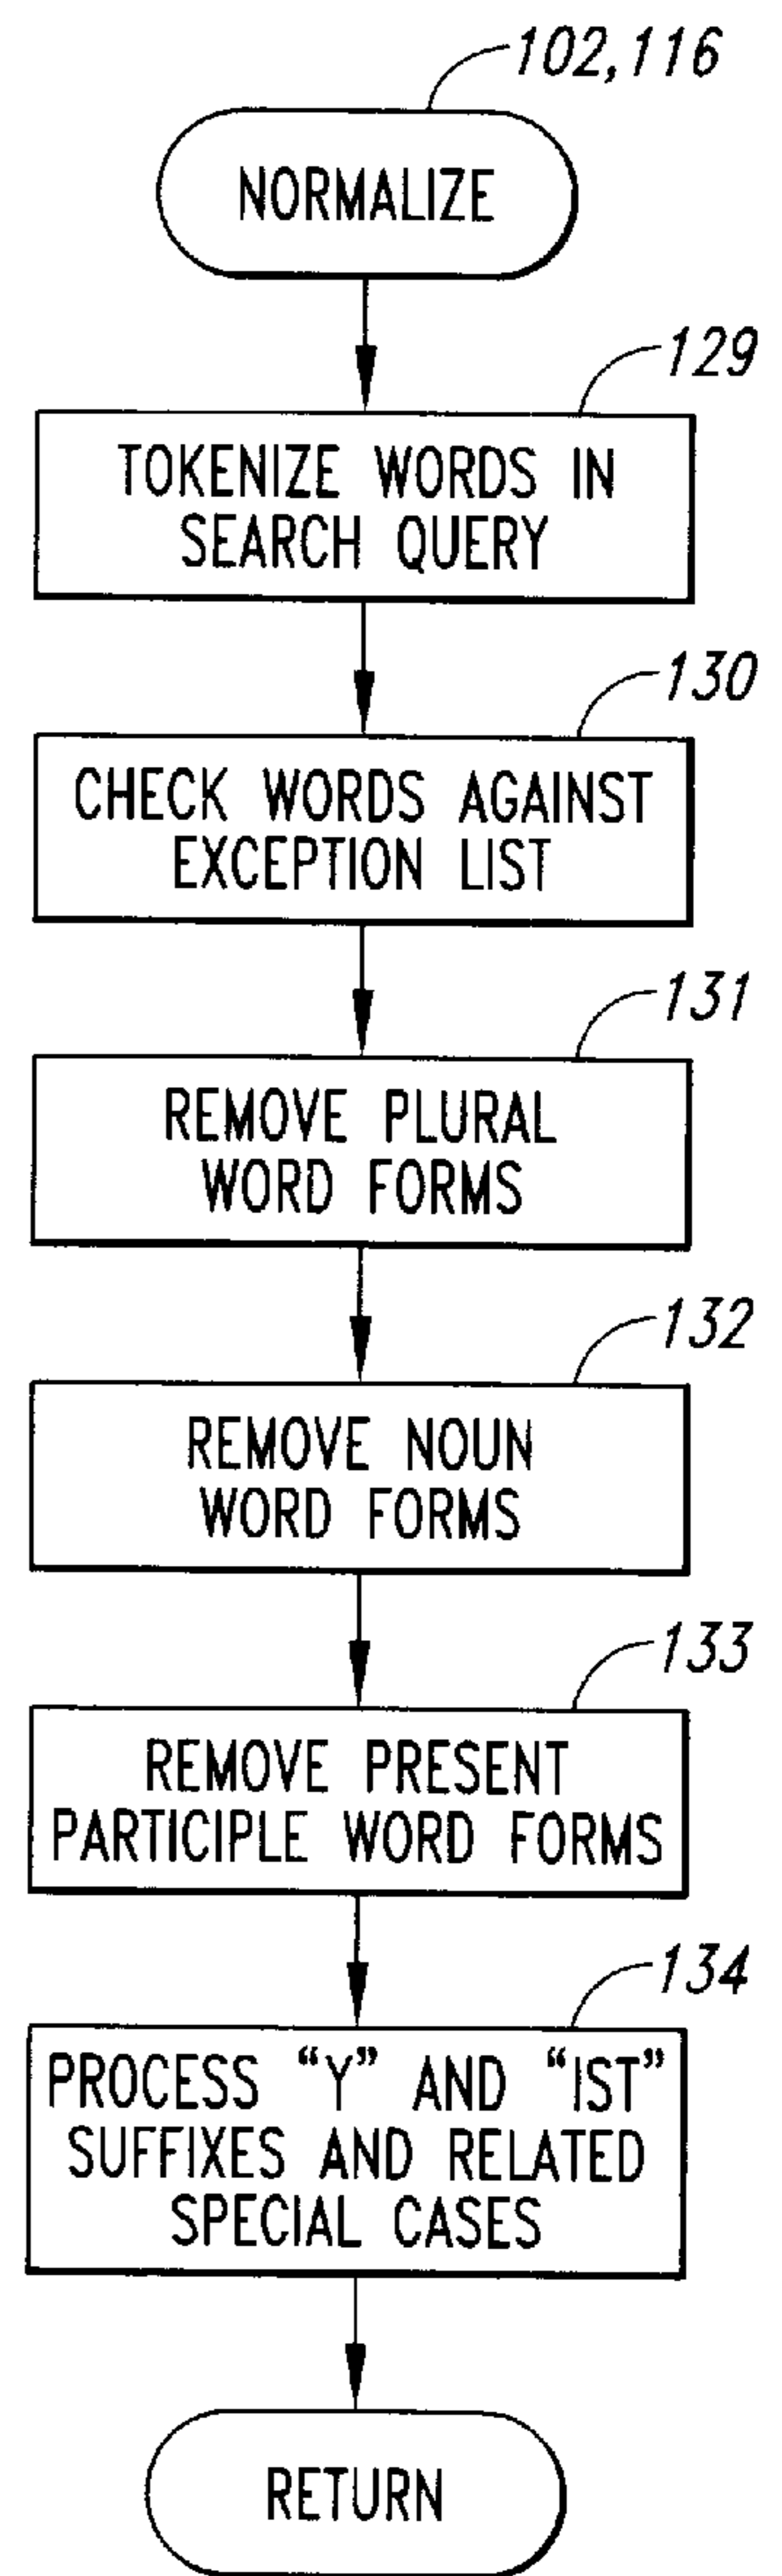 102,116
NORMALIZE
129
TOKENIZE WORDS IN
SEARCH QUERY
130
CHECK WORDS AGAINST
EXCEPTION LIST
131
REMOVE PLURAL
WORD FORMS
132
REMOVE NOUN
WORD FORMS
133
REMOVE PRESENT
PARTICIPLE WORD FORMS
134
PROCESS “Y” AND “IST”
SUFFIXES AND RELATED
SPECIAL CASES
RETURN